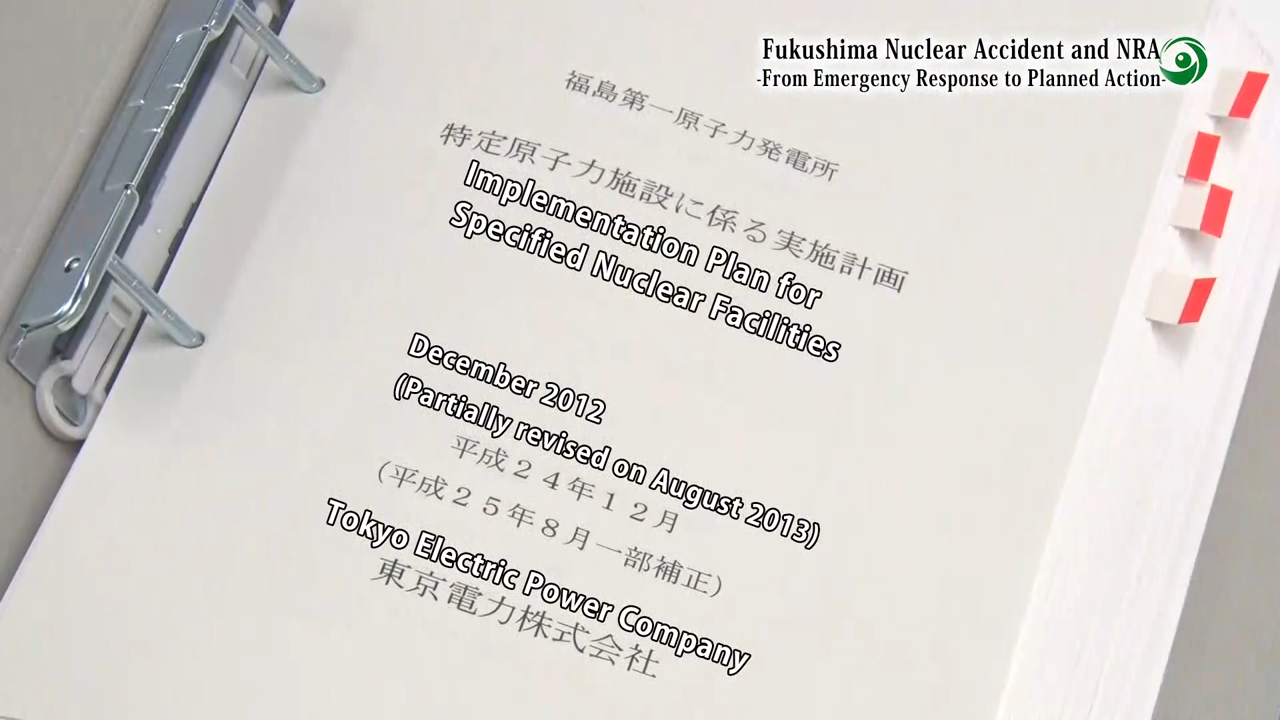 Fukushima Nuclear Accident and NRA
-From Emergency Response to Planned Action-
福島第一原子力発電所
特定原子力施設に係る実施計画
Implementation Plan for
Specified Nuclear Facilities
December 2012
(Partially revised on August 2013)
平成２４年１２月
（平成２５年８月一部補正）
Tokyo Electric Power Company
東京電力株式会社